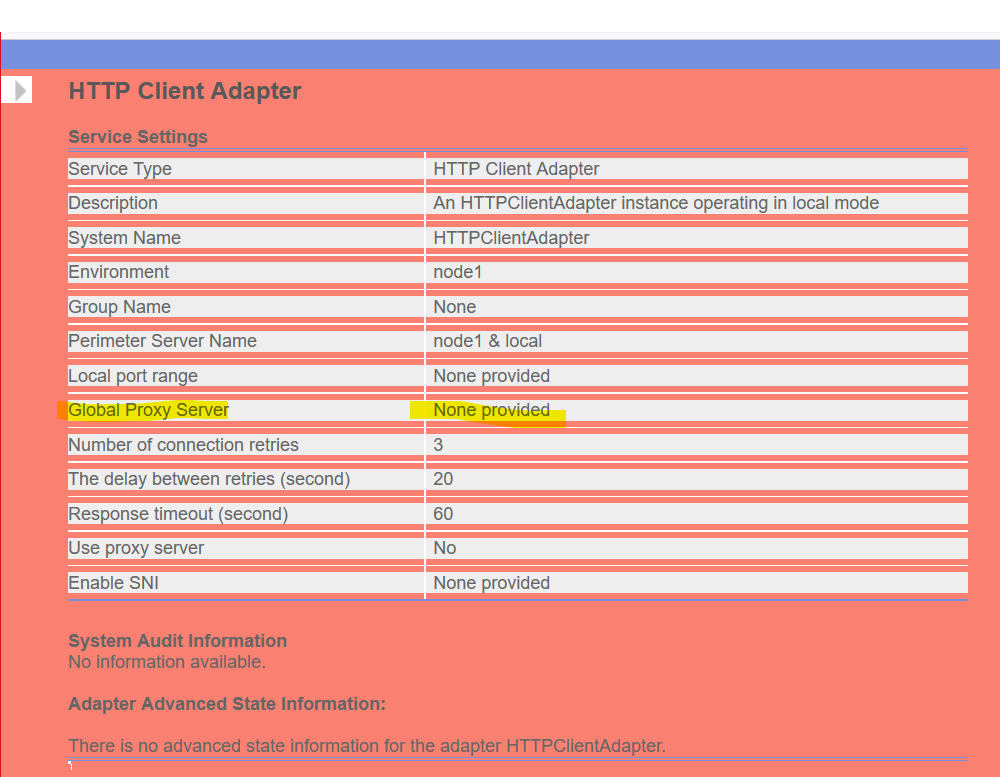 HTTP Client Adapter
Service Settings
Service Type HTTP Client Adapter
Description An HTTPClientAdapter instance operating in local mode
System Name HTTPClientAdapter
Environment node1
Group Name None
Perimeter Server Name node1 & local
Local port range None provided
Global Proxy Server None provided
Number of connection retries 3
The delay between retries (second) 20
Response timeout (second) 60
Use proxy server No
Enable SNI None provided
System Audit Information
No information available.
Adapter Advanced State Information:
There is no advanced state information for the adapter HTTPClientAdapter.